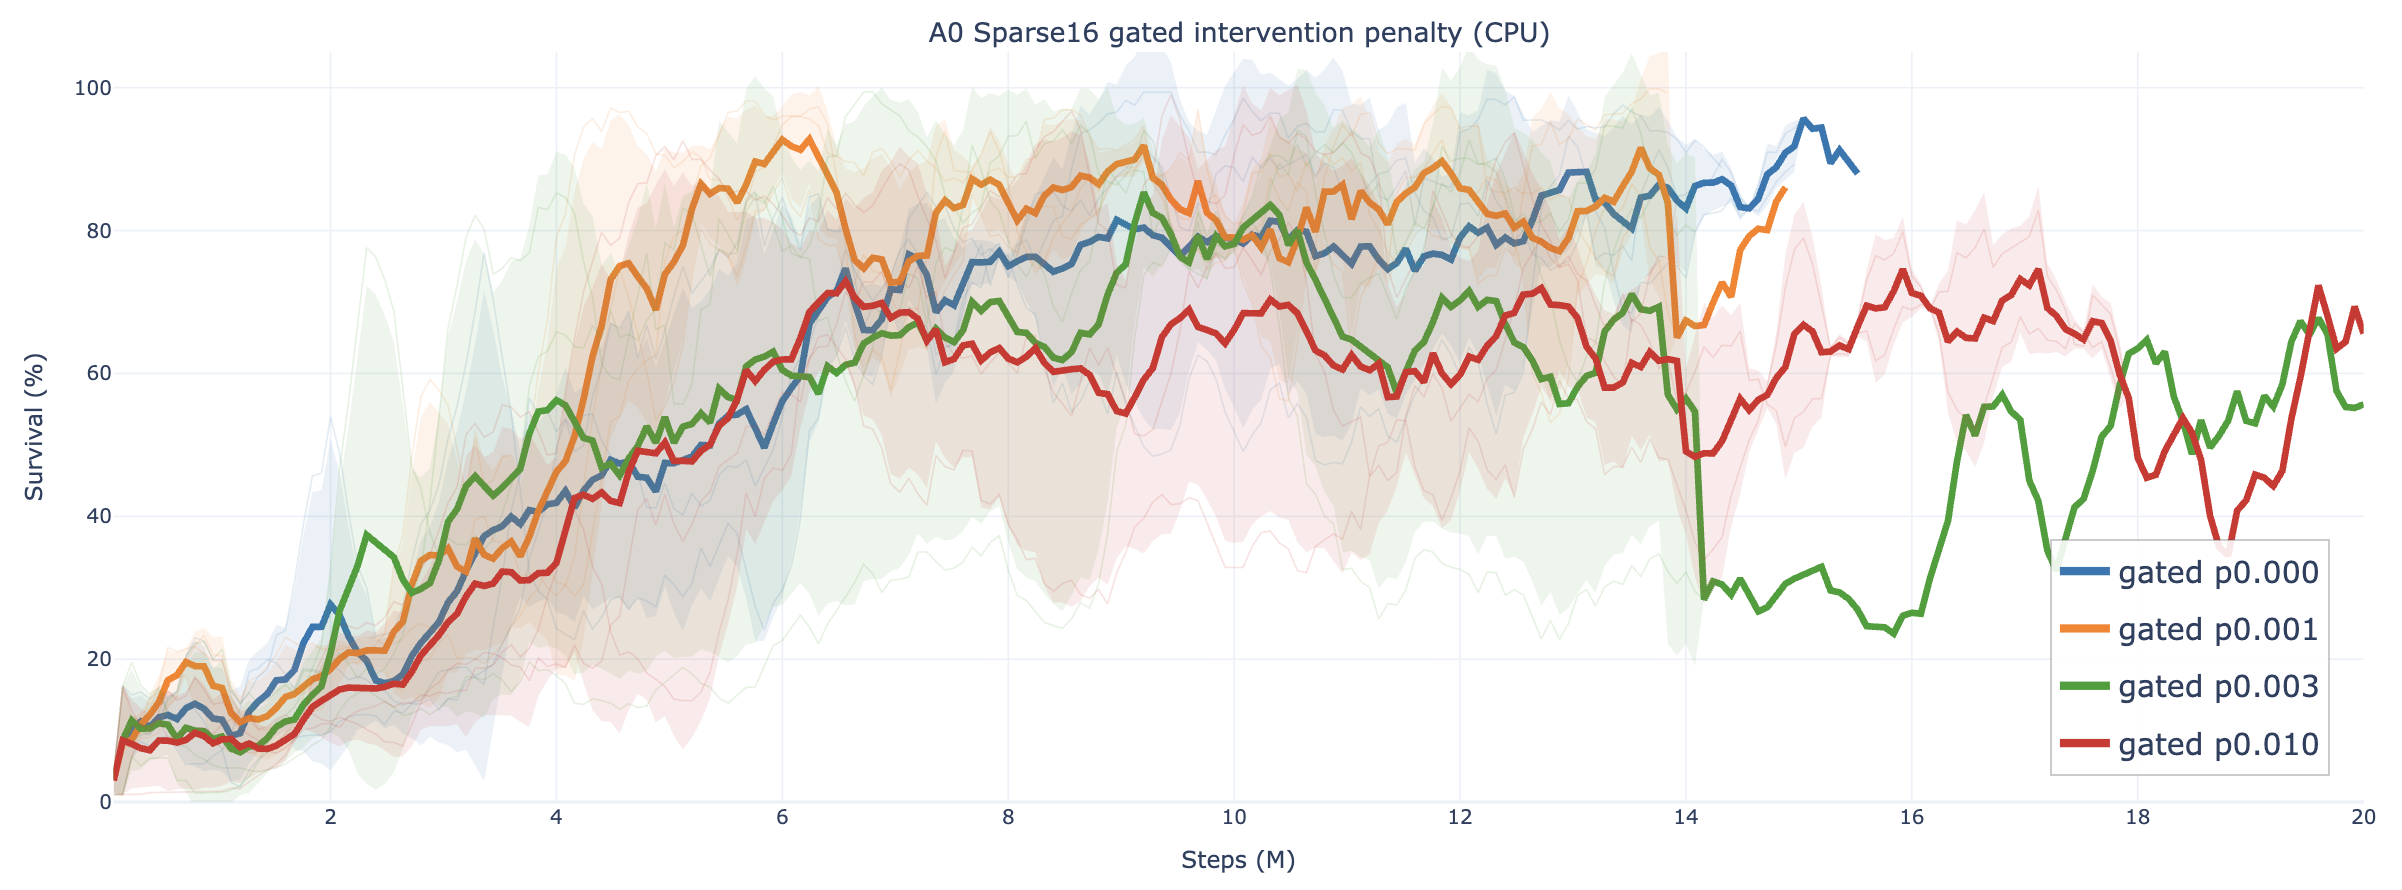 A0 Sparse16 gated intervention penalty (CPU)
100
80
60
40
20
0
Survival (%)
2 4 6 8 10 12 14 16 18 20
Steps (M)
gated p0.000
gated p0.001
gated p0.003
gated p0.010